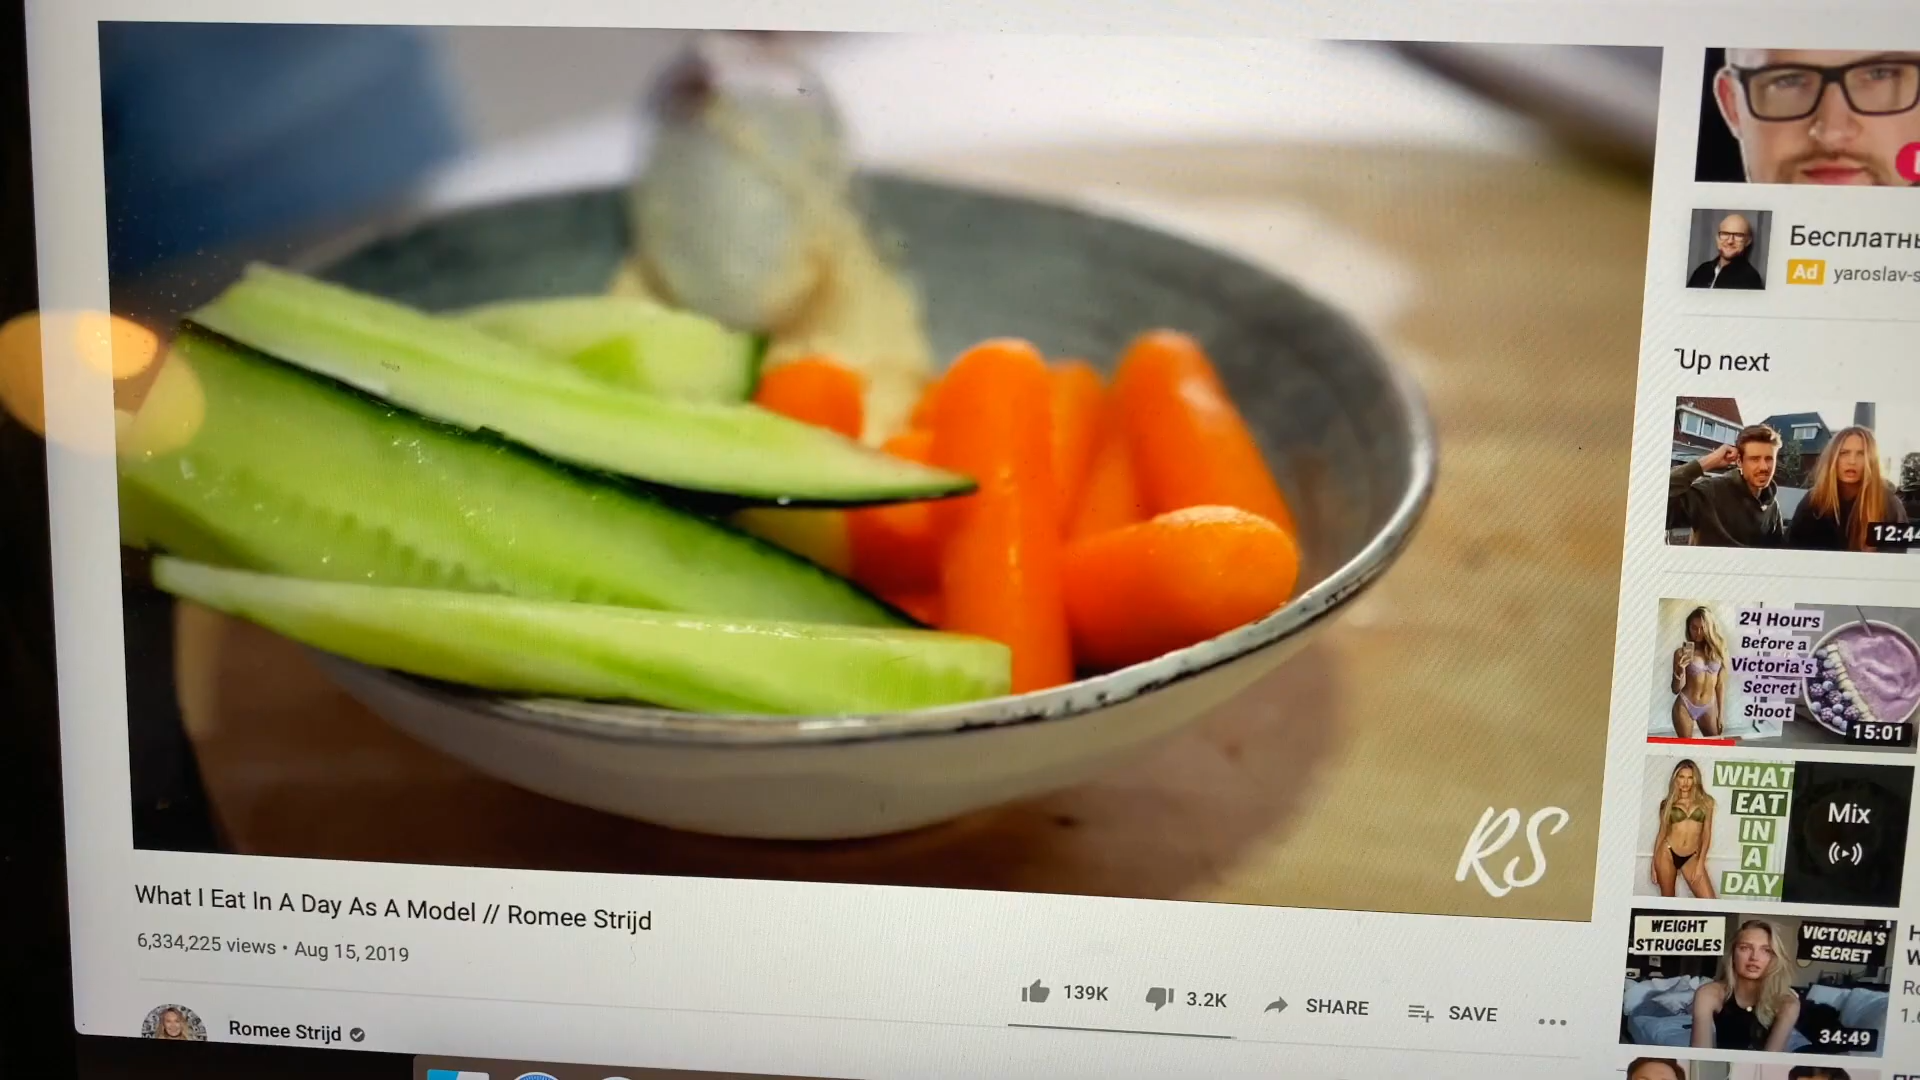 RS
What I Eat In A Day As A Model // Romee Strijd
6,334,225 views • Aug 15, 2019
139K
3.2K
SHARE
SAVE
Romee Strijd
Ad
yaroslav-s
Up next
12:44
24 Hours
Before a
Victoria's
Secret
Shoot
15:01
WHAT
EAT
IN
A
DAY
Mix
WEIGHT
STRUGGLES
VICTORIA'S
SECRET
34:49